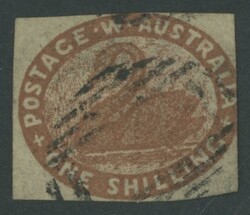 POSTAGE · W · AUSTRALIA
ONE SHILLING